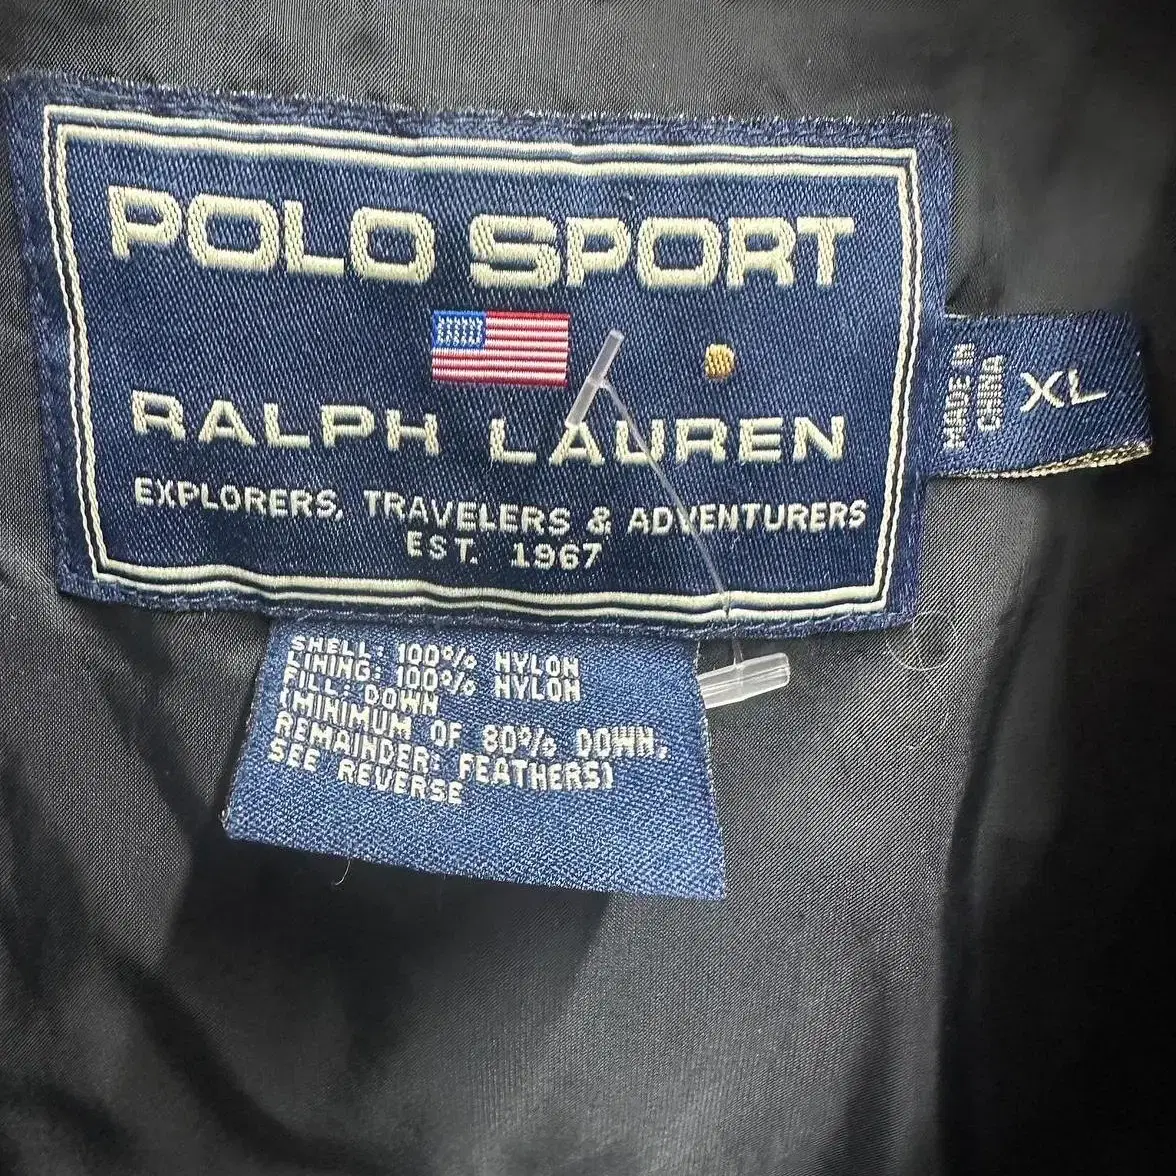 POLO SPORT
RALPH LAUREN
EXPLORERS, TRAVELERS & ADVENTURERS
EST. 1967
MADE IN
CHINA
XL
SHELL: 100% NYLON
LINING: 100% NYLON
FILL: DOWN
(MINIMUM OF 80% DOWN,
REMAINDER: FEATHERS)
SEE REVERSE